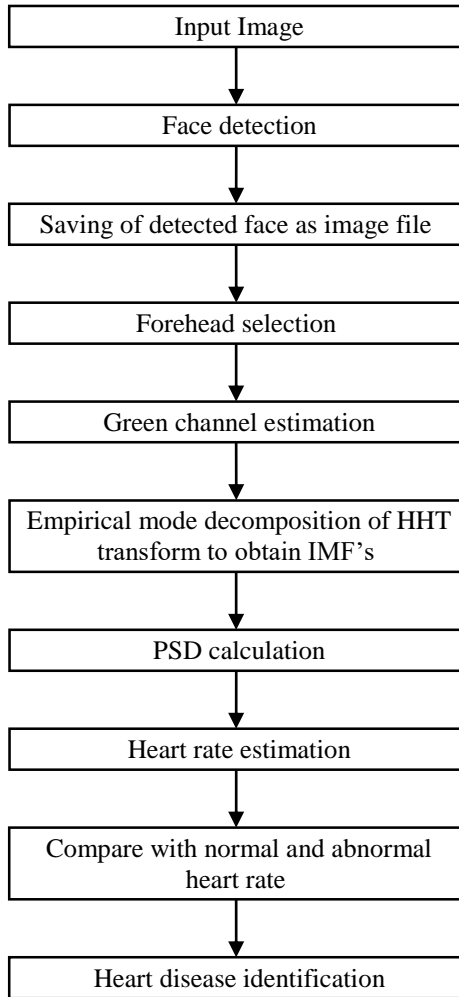 Input Image
Face detection
Saving of detected face as image file
Forehead selection
Green channel estimation
Empirical mode decomposition of HHT
transform to obtain IMF’s
PSD calculation
Heart rate estimation
Compare with normal and abnormal
heart rate
Heart disease identification